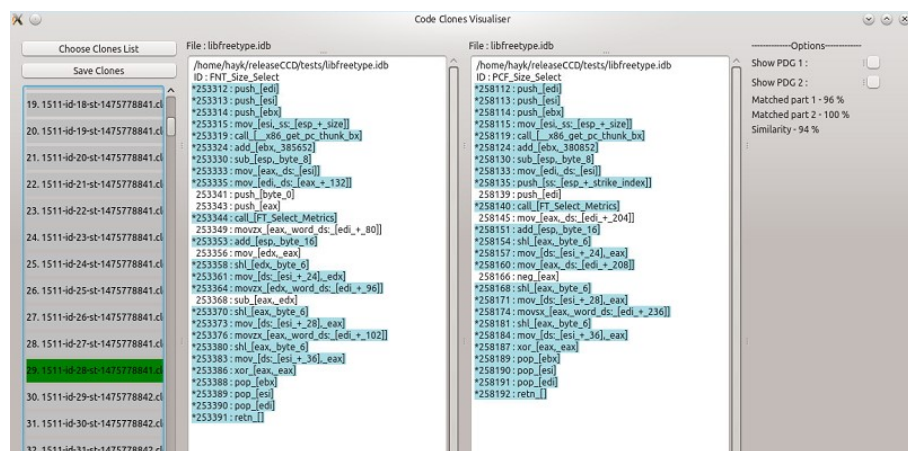 Code Clones Visualiser
Choose Clones List
Save Clones
19. 1511-id-18-st-1475778841.cl
20. 1511-id-19-st-1475778841.cl
21. 1511-id-20-st-1475778841.cl
22. 1511-id-21-st-1475778841.cl
23. 1511-id-22-st-1475778841.cl
24. 1511-id-23-st-1475778841.cl
25. 1511-id-24-st-1475778841.cl
26. 1511-id-25-st-1475778841.cl
27. 1511-id-26-st-1475778841.cl
28. 1511-id-27-st-1475778841.cl
29. 1511-id-28-st-1475778841.cl
30. 1511-id-29-st-1475778842.cl
31. 1511-id-30-st-1475778842.cl
32. 1511-id-31-st-1475778842.cl
File : libfreetype.idb
/home/hayk/releaseCCD/tests/libfreetype.idb
ID : FNT_Size_Select
*253312 : push_[edi]
*253313 : push_[esi]
*253314 : push_[ebx]
*253315 : mov_[esi,_ss:_[esp_+_size]]
*253319 : call_[__x86_get_pc_thunk_bx]
*253324 : add_[ebx,_385652]
*253330 : sub_[esp,_byte_8]
*253333 : mov_[eax,_ds:_[esi]]
*253335 : mov_[edi,_ds:_[eax_+_132]]
253341 : push_[byte_0]
253343 : push_[eax]
*253344 : call_[FT_Select_Metrics]
253349 : movzx_[eax,_word_ds:_[edi_+_80]]
*253353 : add_[esp,_byte_16]
253356 : mov_[edx,_eax]
*253358 : shl_[edx,_byte_6]
*253361 : mov_[ds:_[esi_+_24],_edx]
*253364 : movzx_[edx,_word_ds:_[edi_+_96]]
253368 : sub_[eax,_edx]
*253370 : shl_[eax,_byte_6]
*253373 : mov_[ds:_[esi_+_28],_eax]
*253376 : movzx_[eax,_word_ds:_[edi_+_102]]
*253380 : shl_[eax,_byte_6]
*253383 : mov_[ds:_[esi_+_36],_eax]
*253386 : xor_[eax,_eax]
*253388 : pop_[ebx]
*253389 : pop_[esi]
*253390 : pop_[edi]
*253391 : retn_[]
File : libfreetype.idb
/home/hayk/releaseCCD/tests/libfreetype.idb
ID : PCF_Size_Select
*258112 : push_[edi]
*258113 : push_[esi]
*258114 : push_[ebx]
*258115 : mov_[esi,_ss:_[esp_+_size]]
*258119 : call_[__x86_get_pc_thunk_bx]
*258124 : add_[ebx,_380852]
*258130 : sub_[esp,_byte_8]
*258133 : mov_[edi,_ds:_[esi]]
*258135 : push_[ss:_[esp_+_strike_index]]
258139 : push_[edi]
*258140 : call_[FT_Select_Metrics]
258145 : mov_[eax,_ds:_[edi_+_204]]
*258151 : add_[esp,_byte_16]
*258154 : shl_[eax,_byte_6]
*258157 : mov_[ds:_[esi_+_24],_eax]
*258160 : mov_[eax,_ds:_[edi_+_208]]
258166 : neg_[eax]
*258168 : shl_[eax,_byte_6]
*258171 : mov_[ds:_[esi_+_28],_eax]
*258174 : movsx_[eax,_word_ds:_[edi_+_236]]
*258181 : shl_[eax,_byte_6]
*258184 : mov_[ds:_[esi_+_36],_eax]
*258187 : xor_[eax,_eax]
*258189 : pop_[ebx]
*258190 : pop_[esi]
*258191 : pop_[edi]
*258192 : retn_[]
-------------Options-----------
Show PDG 1 :
Show PDG 2 :
Matched part 1 - 96 %
Matched part 2 - 100 %
Similarity - 94 %